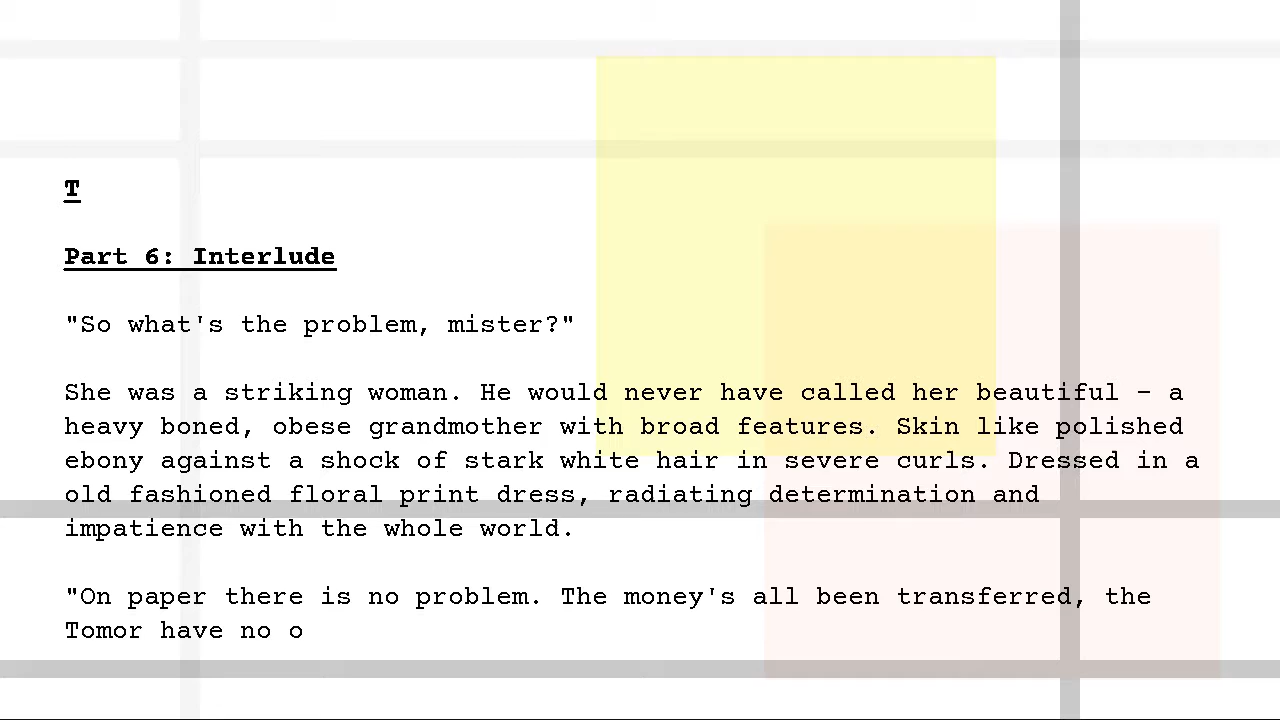 T
Part 6: Interlude
"So what's the problem, mister?"
She was a striking woman. He would never have called her beautiful – a
heavy boned, obese grandmother with broad features. Skin like polished
ebony against a shock of stark white hair in severe curls. Dressed in a
old fashioned floral print dress, radiating determination and
impatience with the whole world.
"On paper there is no problem. The money's all been transferred, the
Tomor have no o